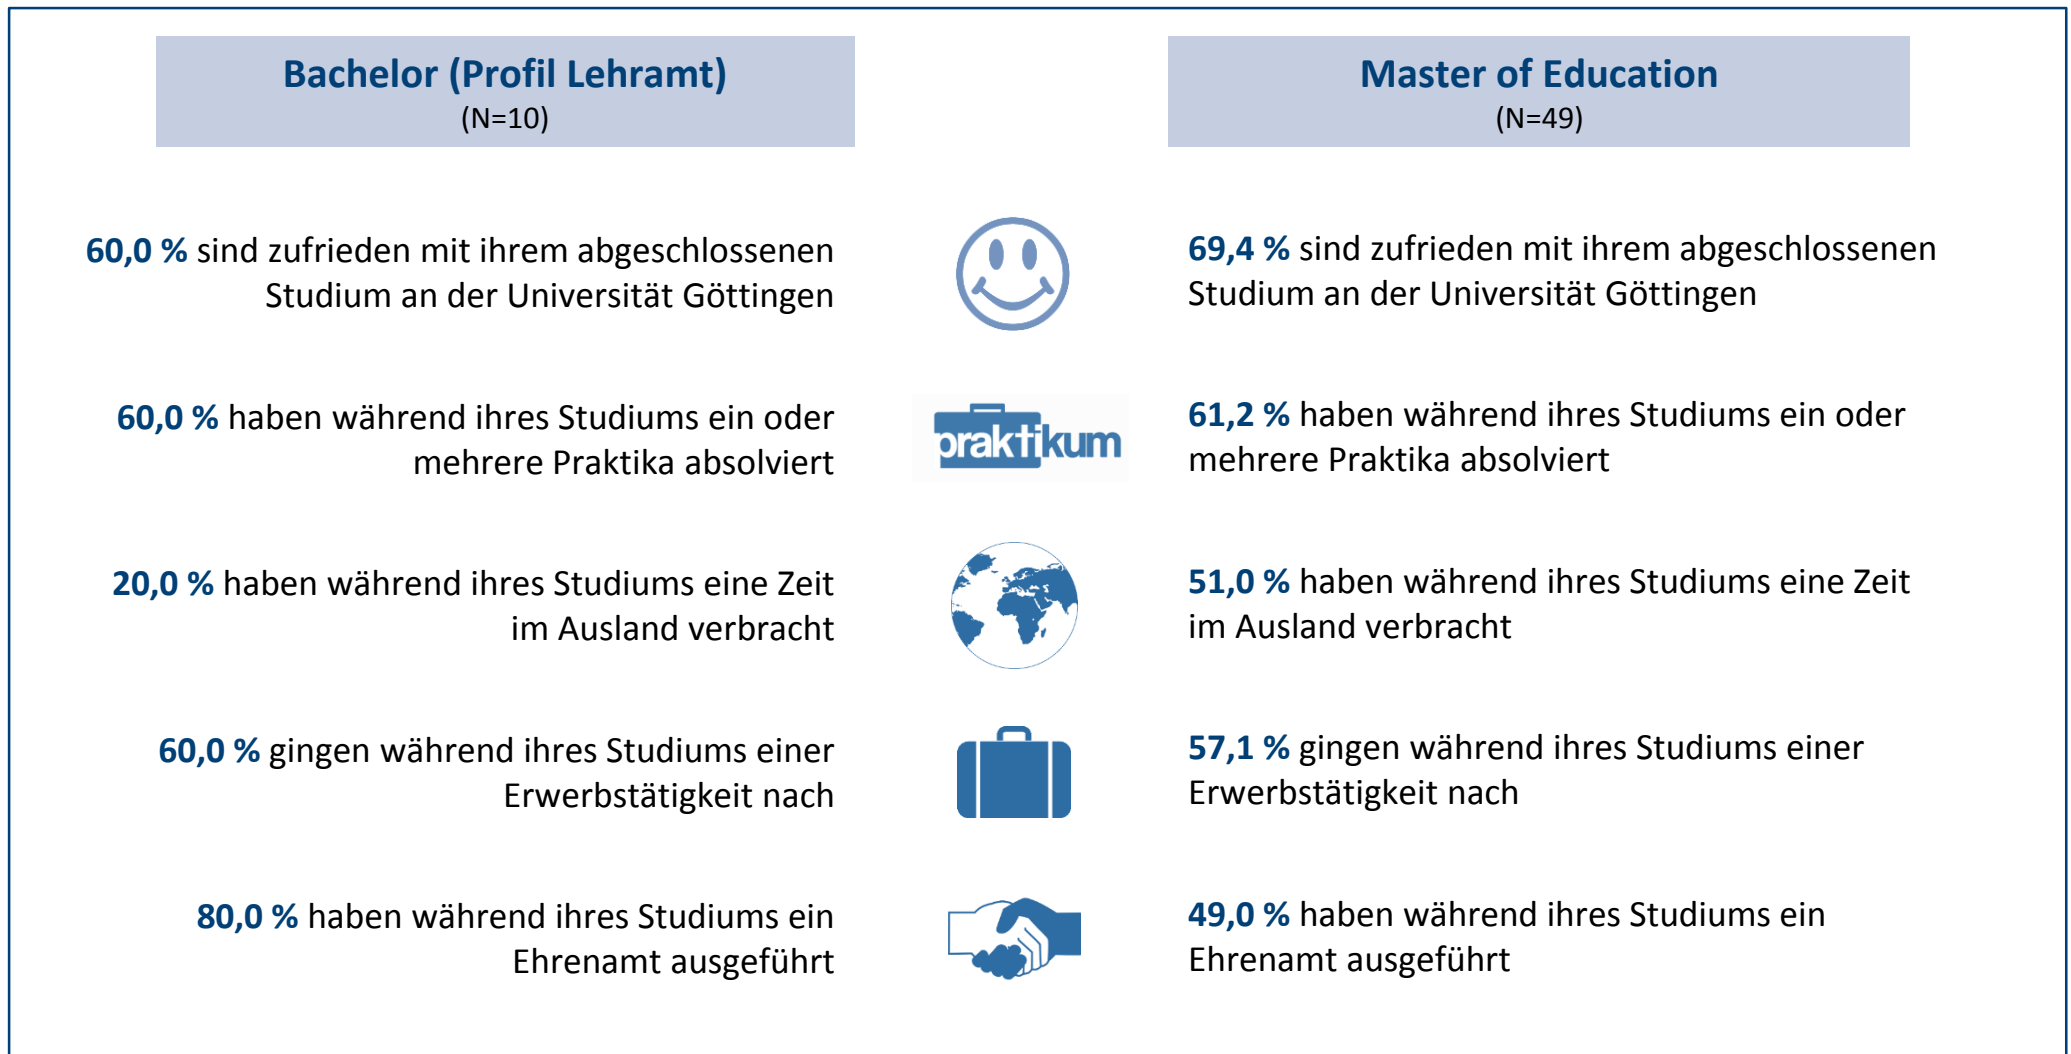 Bachelor (Profil Lehramt)
(N=10)
Master of Education
(N=49)
60,0 % sind zufrieden mit ihrem abgeschlossenen
Studium an der Universität Göttingen
69,4 % sind zufrieden mit ihrem abgeschlossenen
Studium an der Universität Göttingen
60,0 % haben während ihres Studiums ein oder
mehrere Praktika absolviert
praktikum
61,2 % haben während ihres Studiums ein oder
mehrere Praktika absolviert
20,0 % haben während ihres Studiums eine Zeit
im Ausland verbracht
51,0 % haben während ihres Studiums eine Zeit
im Ausland verbracht
60,0 % gingen während ihres Studiums einer
Erwerbstätigkeit nach
57,1 % gingen während ihres Studiums einer
Erwerbstätigkeit nach
80,0 % haben während ihres Studiums ein
Ehrenamt ausgeführt
49,0 % haben während ihres Studiums ein
Ehrenamt ausgeführt